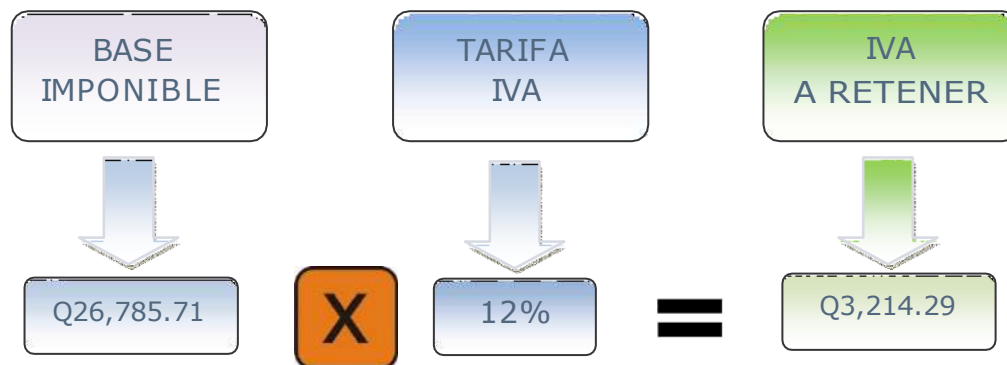 BASE
IMPONIBLE
TARIFA
IVA
IVA
A RETENER
Q26,785.71
X
12%
=
Q3,214.29